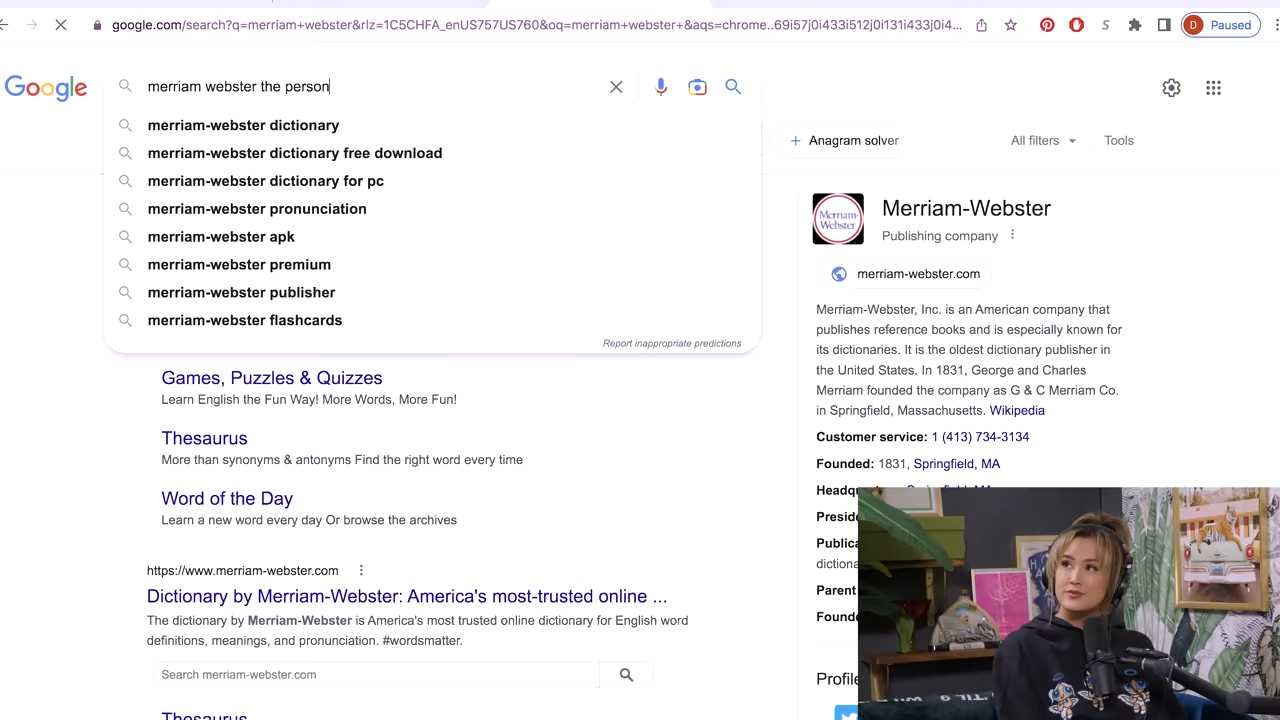 google.com/search?q=merriam+webster&rlz=1C5CHFA_enUS757US760&oq=merriam+webster+&aqs=chrome..69i57j0i433i512j0i131i433j0i4...
D Paused
Google
merriam webster the person
merriam-webster dictionary
merriam-webster dictionary free download
merriam-webster dictionary for pc
merriam-webster pronunciation
merriam-webster apk
merriam-webster premium
merriam-webster publisher
merriam-webster flashcards
Report inappropriate predictions
Anagram solver
All filters
Tools
Games, Puzzles & Quizzes
Learn English the Fun Way! More Words, More Fun!
Thesaurus
More than synonyms & antonyms Find the right word every time
Word of the Day
Learn a new word every day Or browse the archives
https://www.merriam-webster.com
Dictionary by Merriam-Webster: America's most-trusted online ...
The dictionary by Merriam-Webster is America's most trusted online dictionary for English word
definitions, meanings, and pronunciation. #wordsmatter.
Search merriam-webster.com
Thesaurus
Merriam-
Webster
Merriam-Webster
Publishing company
merriam-webster.com
Merriam-Webster, Inc. is an American company that
publishes reference books and is especially known for
its dictionaries. It is the oldest dictionary publisher in
the United States. In 1831, George and Charles
Merriam founded the company as G & C Merriam Co.
in Springfield, Massachusetts. Wikipedia
Customer service: 1 (413) 734-3134
Founded: 1831, Springfield, MA
Headqu
Preside
Publica
dictiona
Parent
Founde
Profile